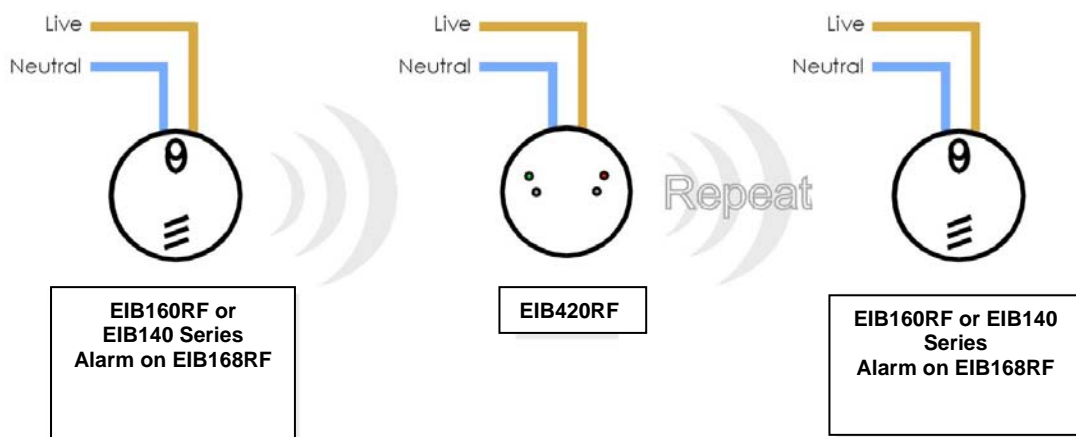 Live
Neutral
Live
Neutral
Live
Neutral
Repeat
EIB160RF or
EIB140 Series
Alarm on EIB168RF
EIB420RF
EIB160RF or EIB140
Series
Alarm on EIB168RF